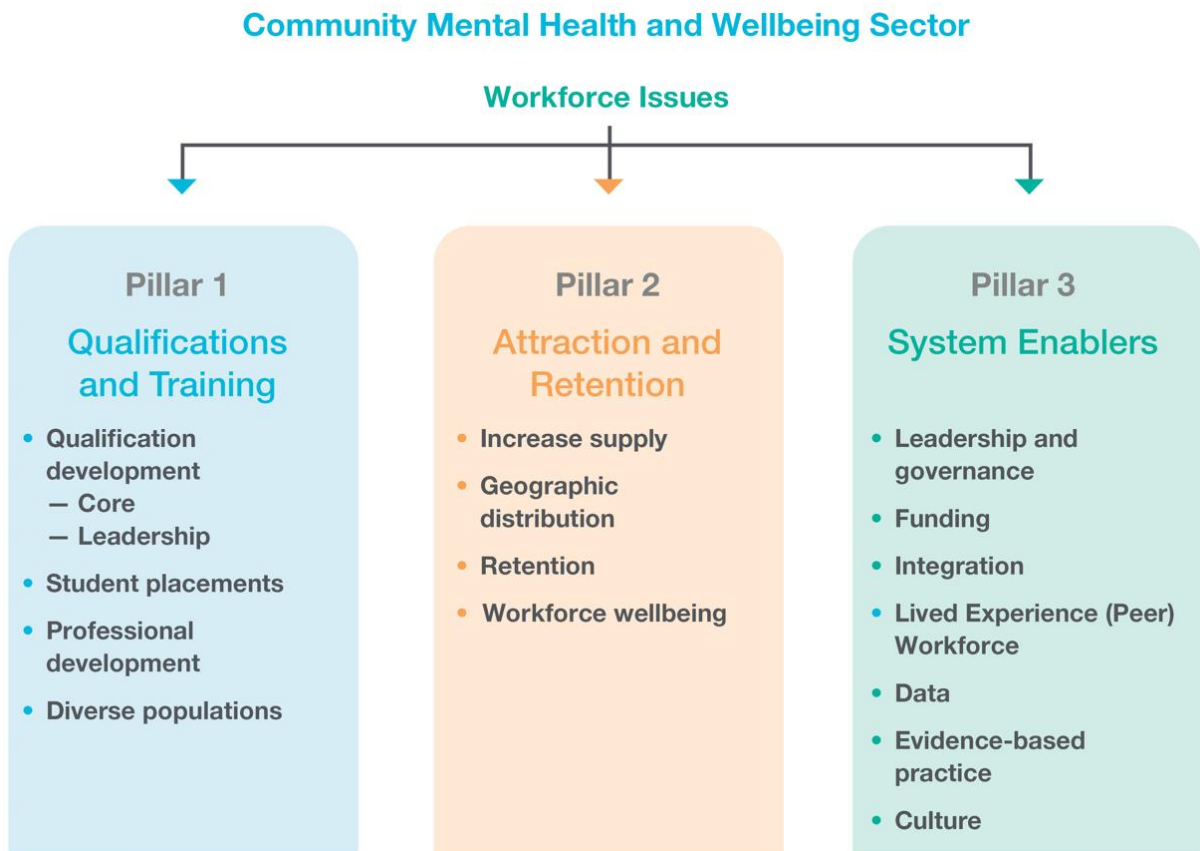 Community Mental Health and Wellbeing Sector
Workforce Issues
Pillar 1
Qualifications
and Training
• Qualification
development
— Core
— Leadership
• Student placements
• Professional
development
• Diverse populations
Pillar 2
Attraction and
Retention
• Increase supply
• Geographic
distribution
• Retention
• Workforce wellbeing
Pillar 3
System Enablers
• Leadership and
governance
• Funding
• Integration
• Lived Experience (Peer)
Workforce
• Data
• Evidence-based
practice
• Culture